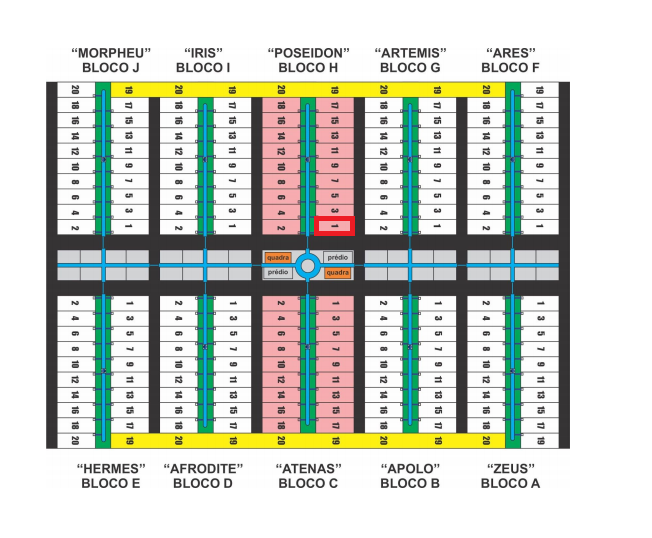 “MORPHEU” “IRIS” “POSEIDON” “ARTEMIS” “ARES”
BLOCO J BLOCO I BLOCO H BLOCO G BLOCO F
20 19 20 19 20 19 20 19 20 19
18 17 18 17 18 17 18 17 18 17
16 15 16 15 16 15 16 15 16 15
14 13 14 13 14 13 14 13 14 13
12 11 12 11 12 11 12 11 12 11
10 9 10 9 10 9 10 9 10 9
8 7 8 7 8 7 8 7 8 7
6 5 6 5 6 5 6 5 6 5
4 3 4 3 4 3 4 3 4 3
2 1 2 1 2 1 2 1 2 1
quadra prédio
prédio quadra
2 1 2 1 2 1 2 1 2 1
4 3 4 3 4 3 4 3 4 3
6 5 6 5 6 5 6 5 6 5
8 7 8 7 8 7 8 7 8 7
10 9 10 9 10 9 10 9 10 9
12 11 12 11 12 11 12 11 12 11
14 13 14 13 14 13 14 13 14 13
16 15 16 15 16 15 16 15 16 15
18 17 18 17 18 17 18 17 18 17
20 19 20 19 20 19 20 19 20 19
“HERMES” “AFRODITE” “ATENAS” “APOLO” “ZEUS”
BLOCO E BLOCO D BLOCO C BLOCO B BLOCO A